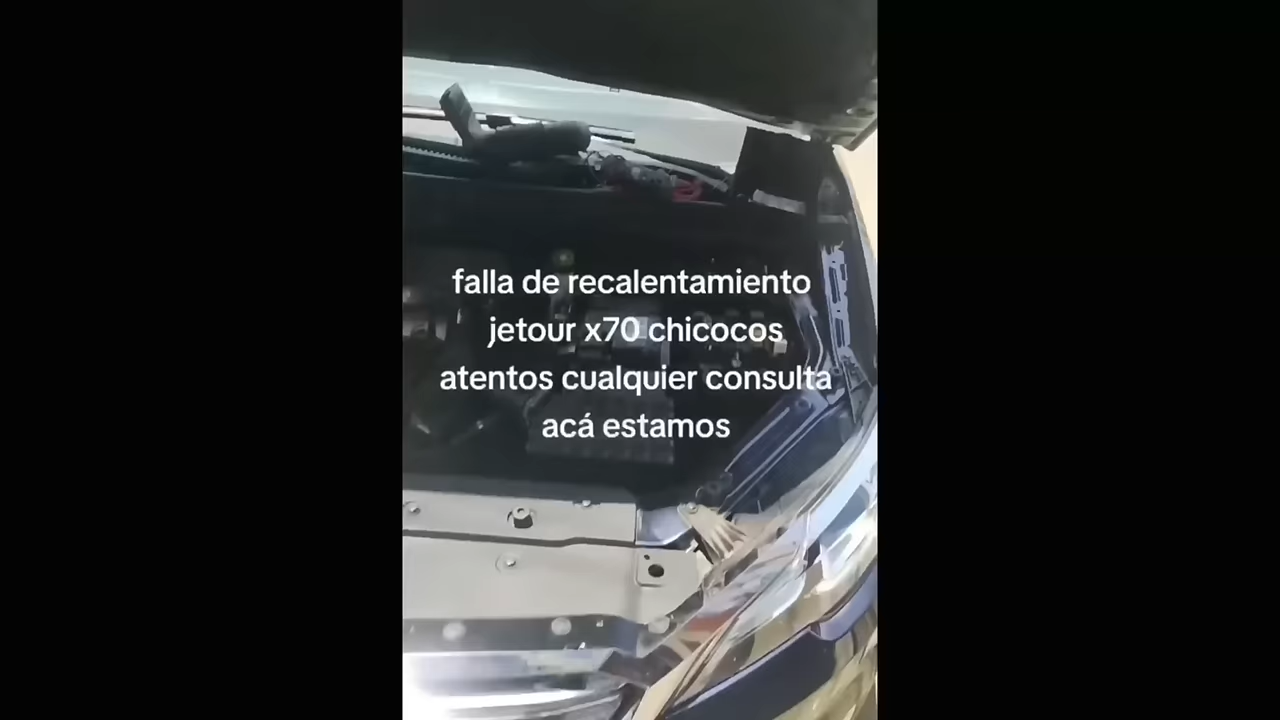 falla de recalentamiento
jetour x70 chicocos
atentos cualquier consulta
acá estamos